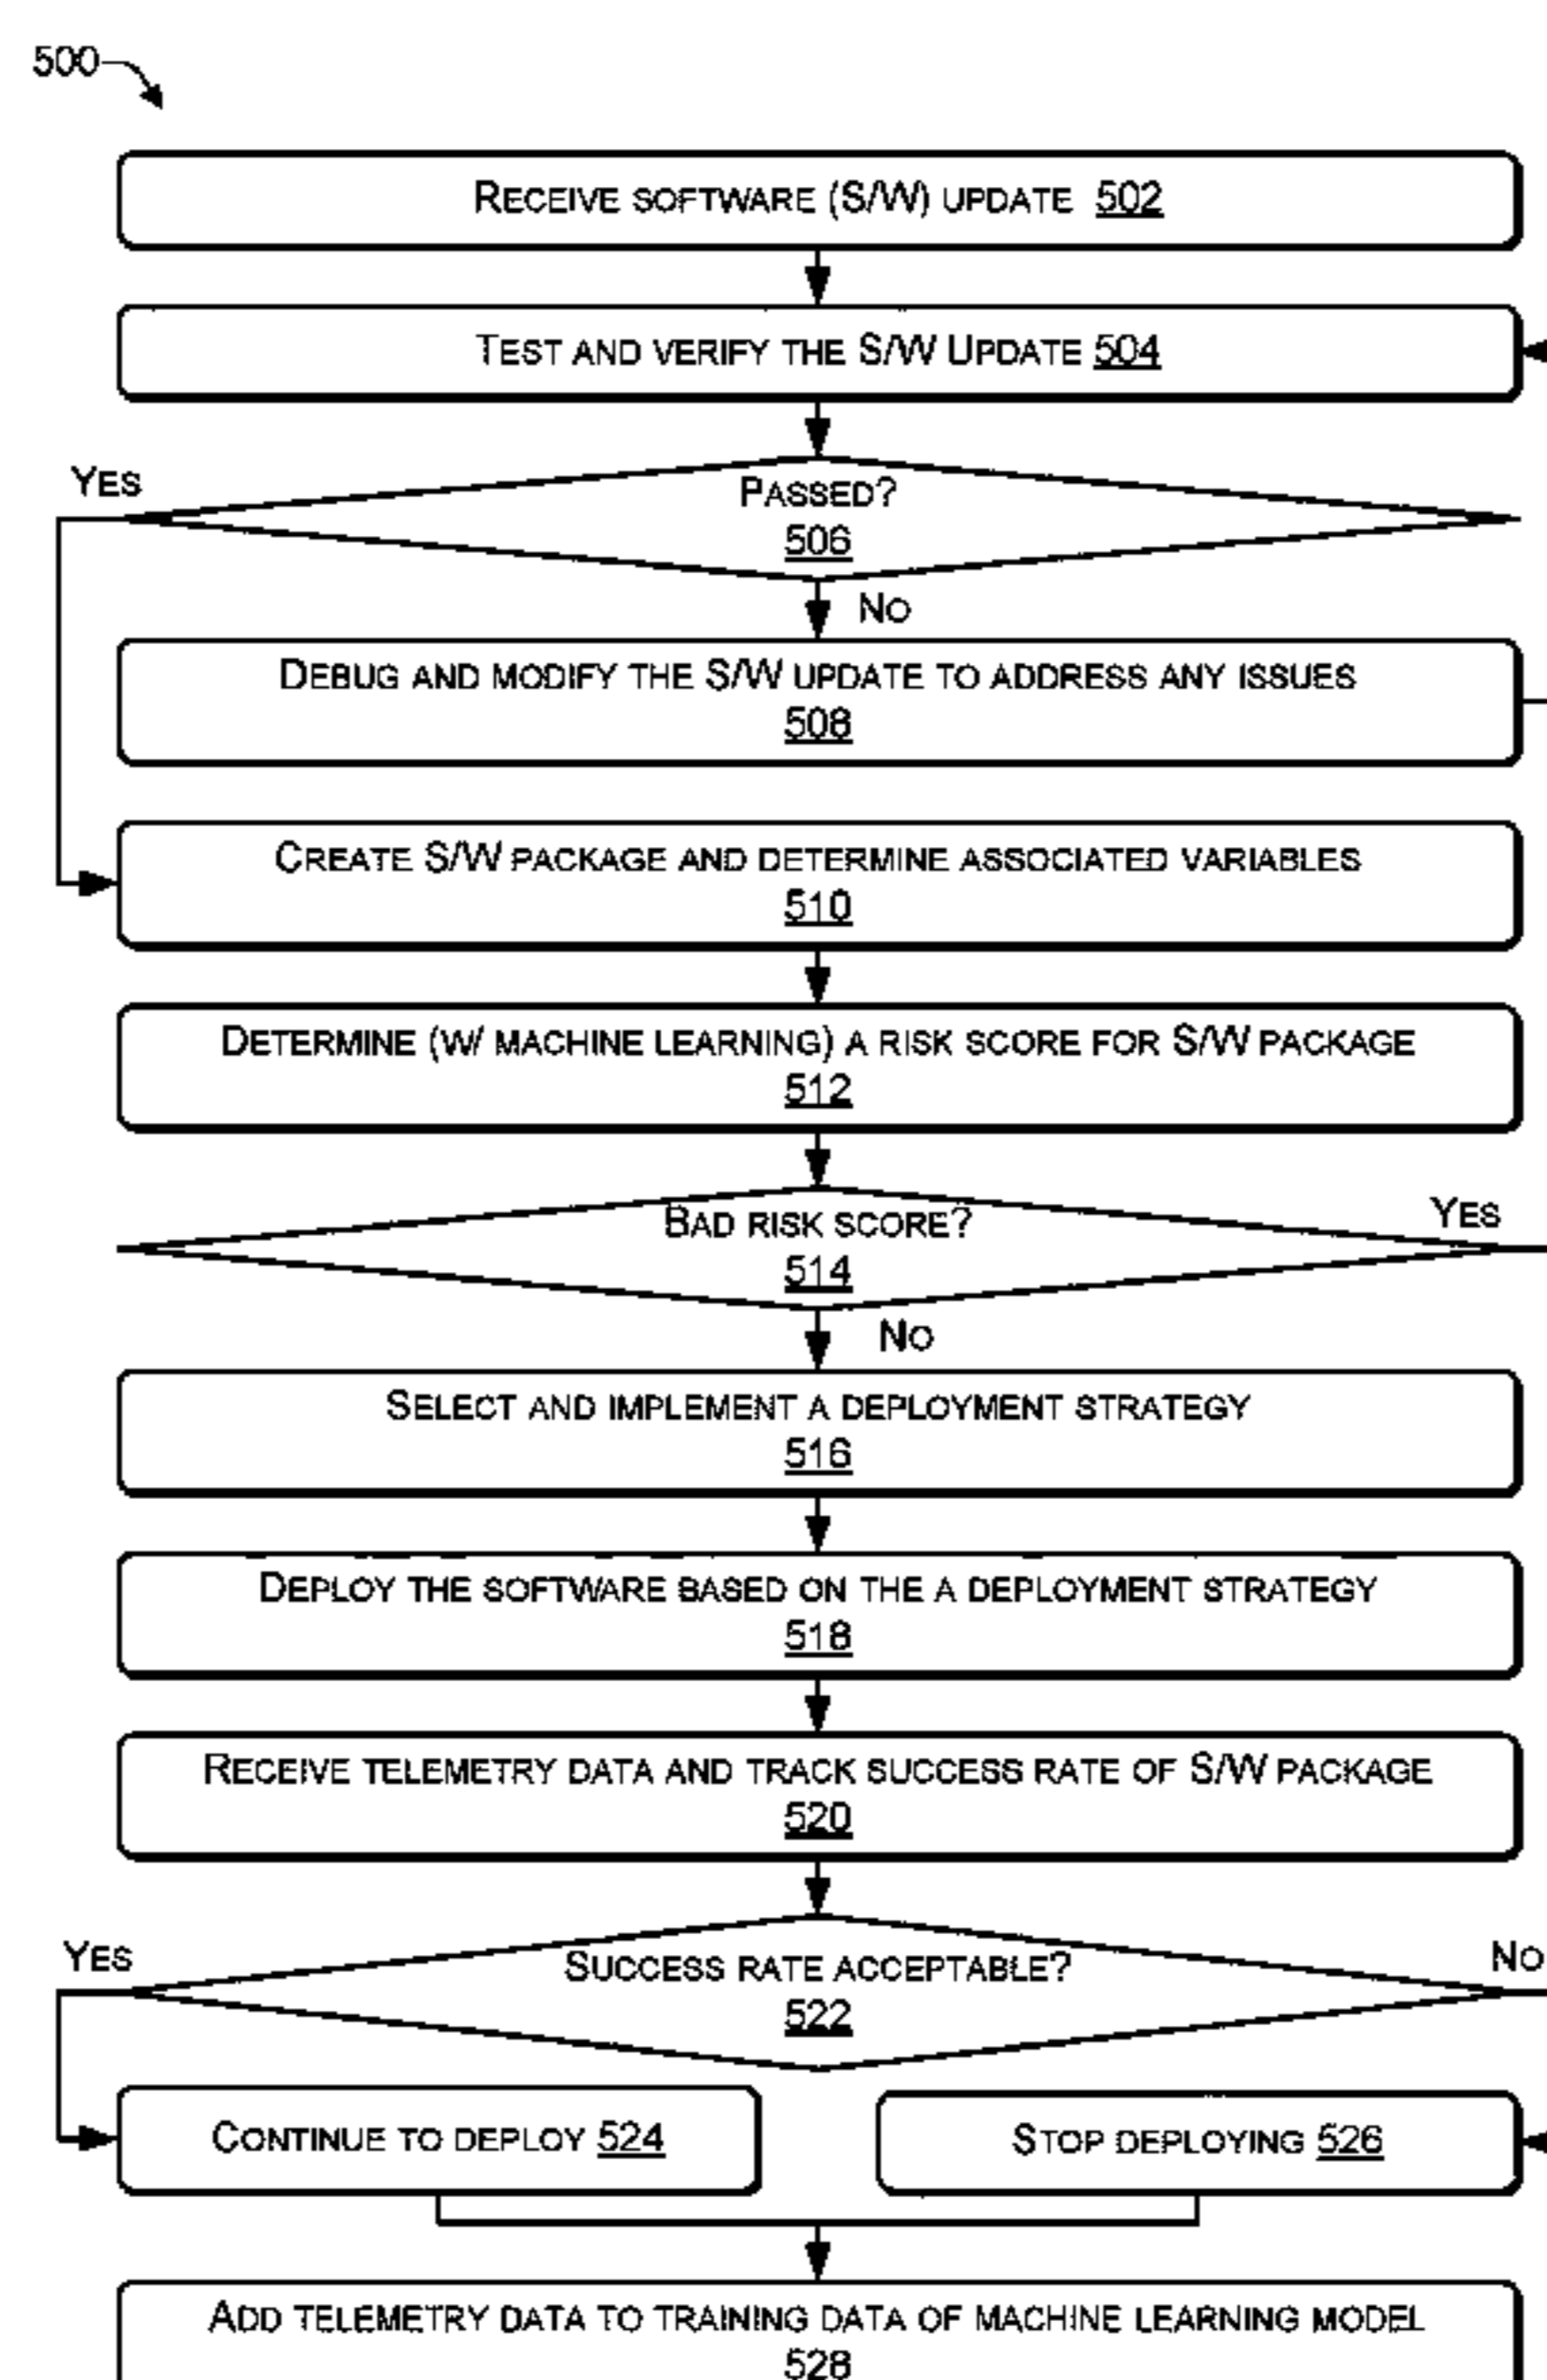 500
RECEIVE SOFTWARE (S/W) UPDATE 502
TEST AND VERIFY THE S/W UPDATE 504
YES
PASSED?
506
NO
DEBUG AND MODIFY THE S/W UPDATE TO ADDRESS ANY ISSUES
508
CREATE S/W PACKAGE AND DETERMINE ASSOCIATED VARIABLES
510
DETERMINE (W/ MACHINE LEARNING) A RISK SCORE FOR S/W PACKAGE
512
YES
BAD RISK SCORE?
514
NO
SELECT AND IMPLEMENT A DEPLOYMENT STRATEGY
516
DEPLOY THE SOFTWARE BASED ON THE A DEPLOYMENT STRATEGY
518
RECEIVE TELEMETRY DATA AND TRACK SUCCESS RATE OF S/W PACKAGE
520
YES
SUCCESS RATE ACCEPTABLE?
NO
522
CONTINUE TO DEPLOY 524
STOP DEPLOYING 526
ADD TELEMETRY DATA TO TRAINING DATA OF MACHINE LEARNING MODEL
528